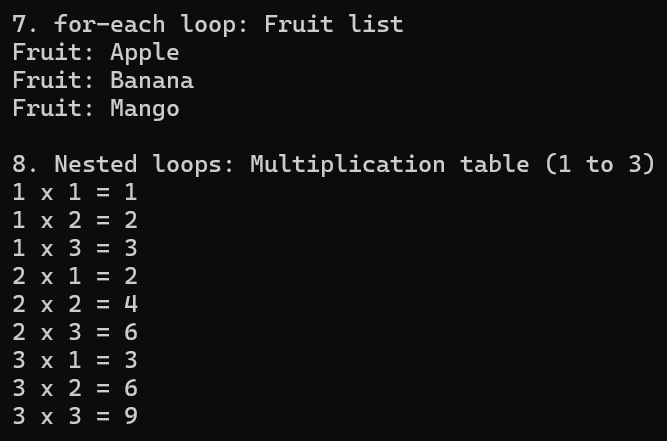 7. for-each loop: Fruit list
Fruit: Apple
Fruit: Banana
Fruit: Mango
8. Nested loops: Multiplication table (1 to 3)
1 x 1 = 1
1 x 2 = 2
1 x 3 = 3
2 x 1 = 2
2 x 2 = 4
2 x 3 = 6
3 x 1 = 3
3 x 2 = 6
3 x 3 = 9